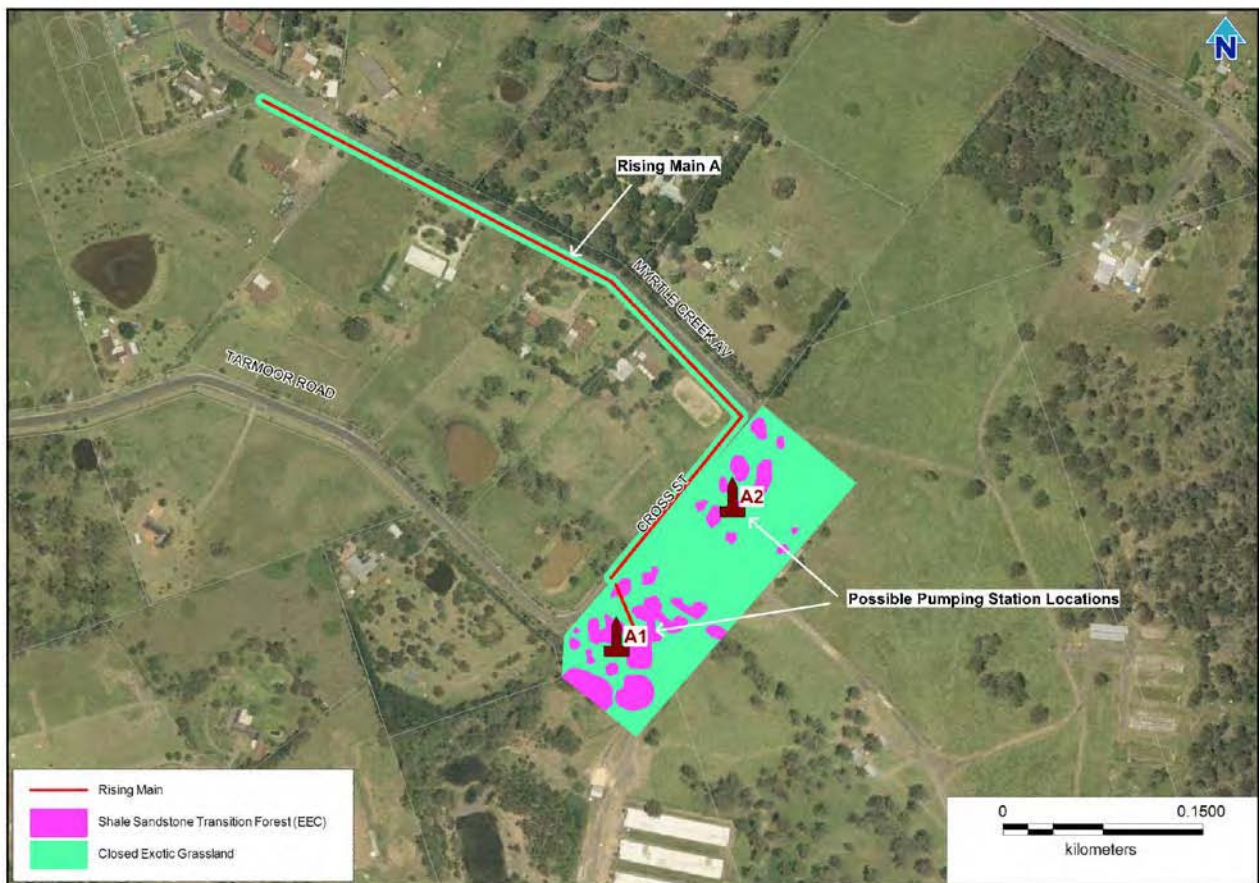 N
Rising Main A
MYRTLE CREEK AV
TARMOOR ROAD
CROSS ST
A2
Possible Pumping Station Locations
A1
Rising Main
Shale Sandstone Transition Forest (EEC)
Closed Exotic Grassland
0 0.1500
kilometers